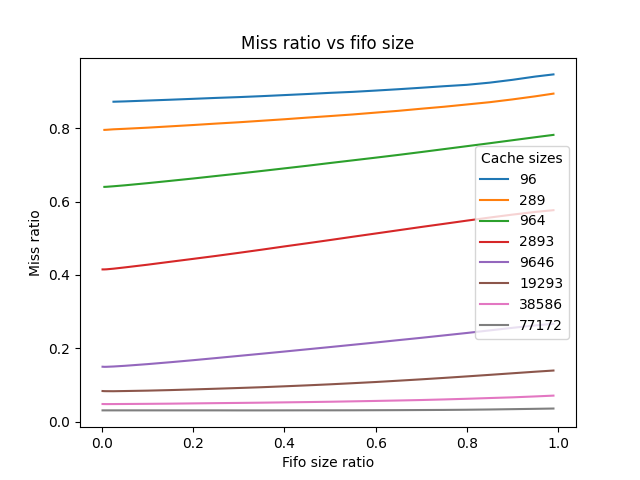 Miss ratio vs fifo size
Miss ratio
0.8
0.6
0.4
0.2
0.0
Cache sizes
96
289
964
2893
9646
19293
38586
77172
0.0 0.2 0.4 0.6 0.8 1.0
Fifo size ratio